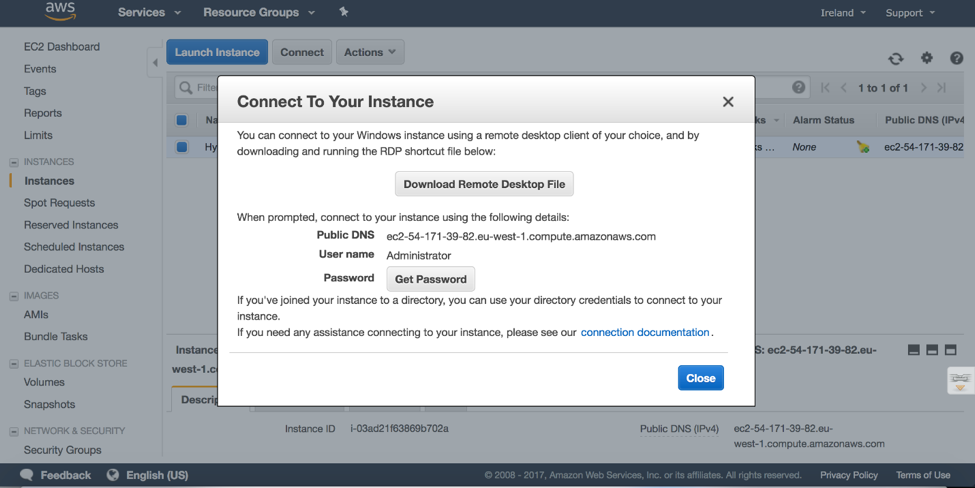 aws
Services
Resource Groups
Ireland
Support
EC2 Dashboard
Events
Tags
Reports
Limits
INSTANCES
Instances
Spot Requests
Reserved Instances
Scheduled Instances
Dedicated Hosts
IMAGES
AMIs
Bundle Tasks
ELASTIC BLOCK STORE
Volumes
Snapshots
NETWORK & SECURITY
Security Groups
Launch Instance
Connect
Actions
1 to 1 of 1
Alarm Status
Public DNS (IPv4
None
ec2-54-171-39-82
Connect To Your Instance
You can connect to your Windows instance using a remote desktop client of your choice, and by
downloading and running the RDP shortcut file below:
Download Remote Desktop File
When prompted, connect to your instance using the following details:
Public DNS ec2-54-171-39-82.eu-west-1.compute.amazonaws.com
User name Administrator
Password Get Password
If you've joined your instance to a directory, you can use your directory credentials to connect to your
instance.
If you need any assistance connecting to your instance, please see our connection documentation.
Close
Instance
S: ec2-54-171-39-82.eu-
west-1.c
Descrip
Instance ID i-03ad21f63869b702a
Public DNS (IPv4) ec2-54-171-39-82.eu-
west-1.compute.amazonaws.com
Feedback
English (US)
© 2008 - 2017, Amazon Web Services, Inc. or its affiliates. All rights reserved.
Privacy Policy
Terms of Use